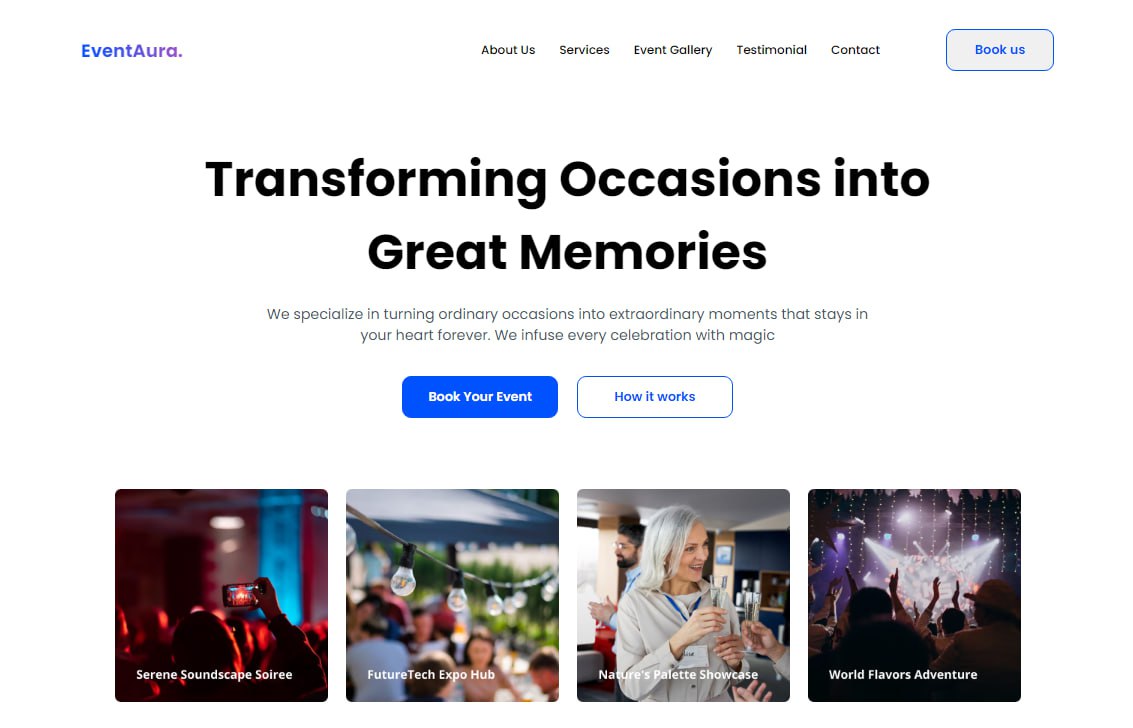 EventAura.
About Us
Services
Event Gallery
Testimonial
Contact
Book us
Transforming Occasions into
Great Memories
We specialize in turning ordinary occasions into extraordinary moments that stays in
your heart forever. We infuse every celebration with magic
Book Your Event
How it works
Serene Soundscape Soiree
FutureTech Expo Hub
Nature's Palette Showcase
World Flavors Adventure